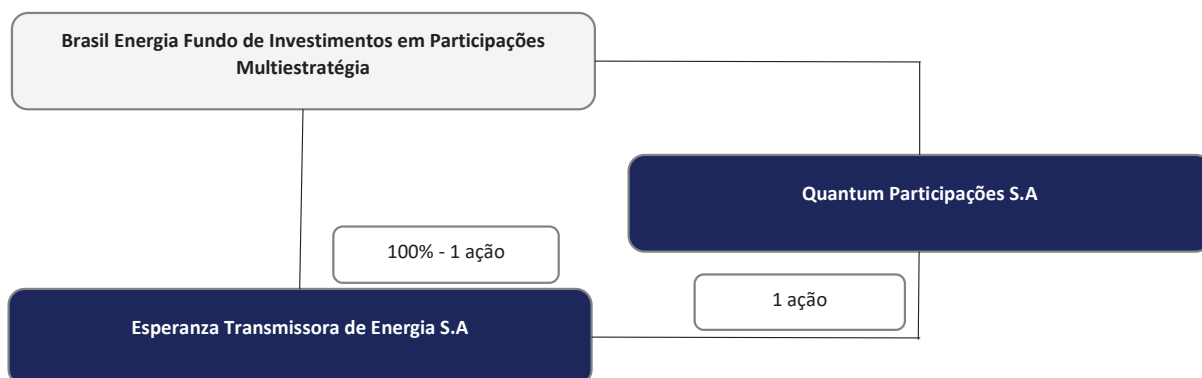 Brasil Energia Fundo de Investimentos em Participações
Multiestratégia
Quantum Participações S.A
100% - 1 ação
1 ação
Esperanza Transmissora de Energia S.A